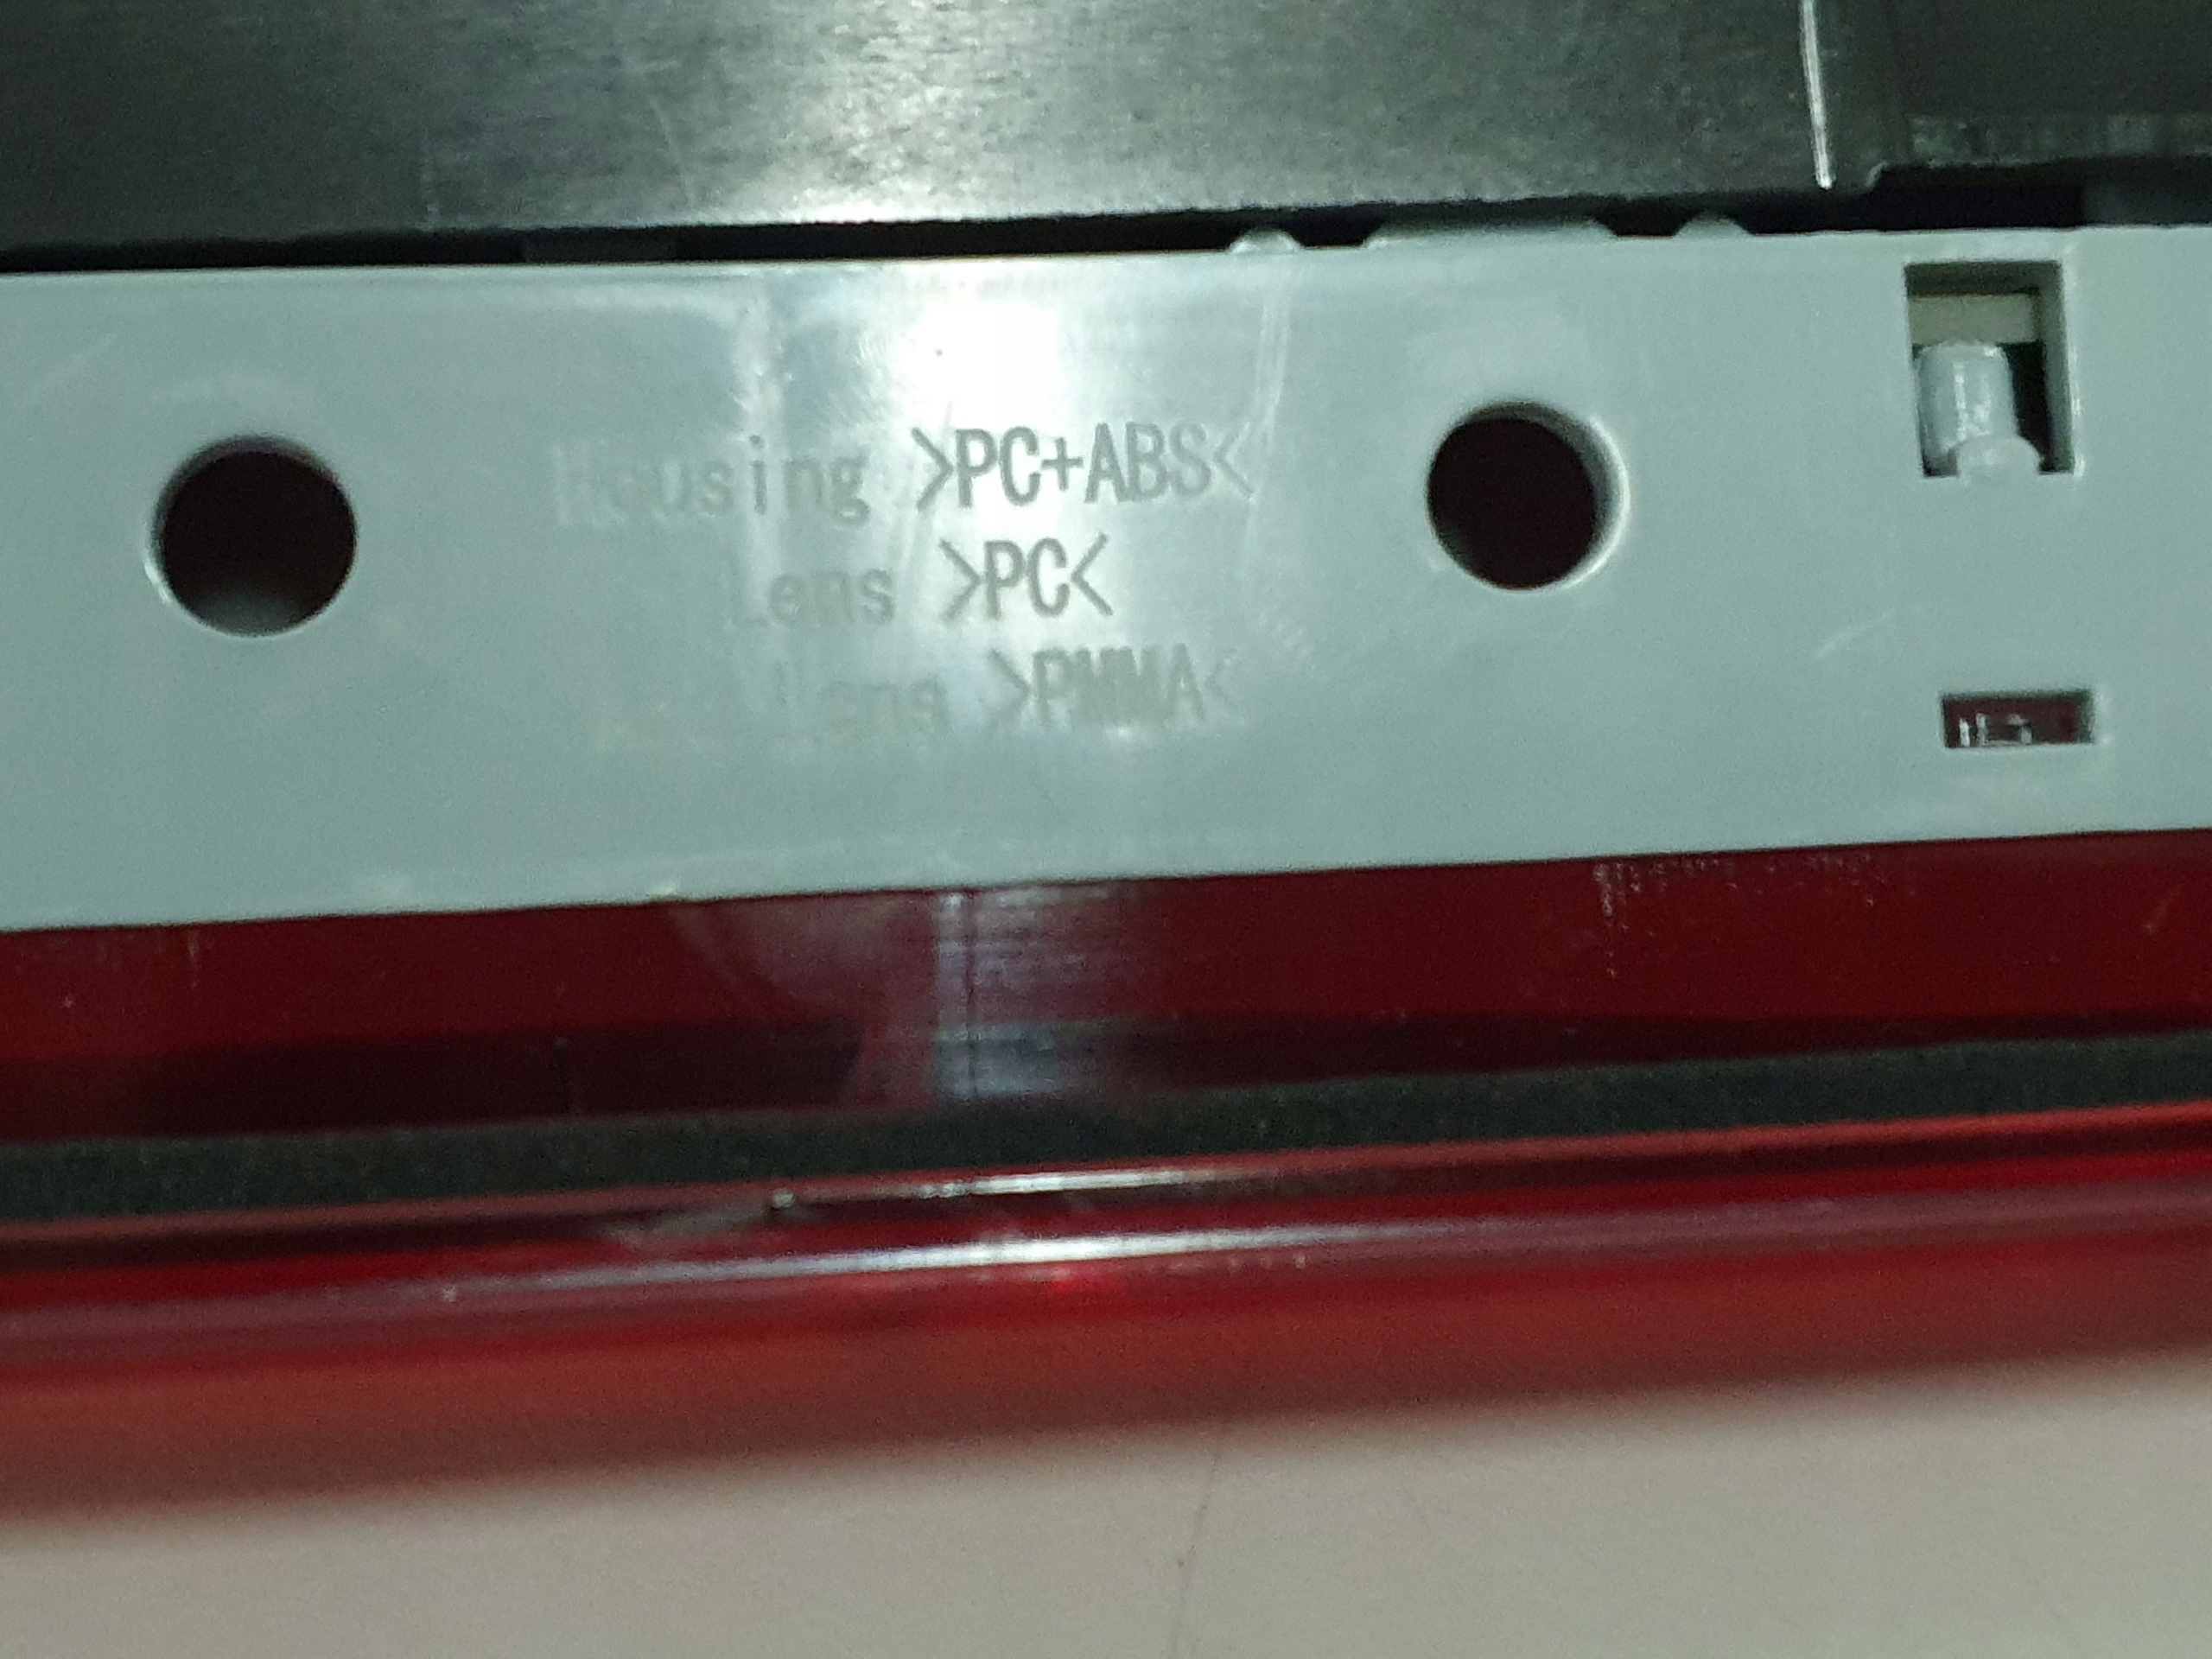 Housing >PC+ABS<
Lens >PC<
Lens >PMMA<